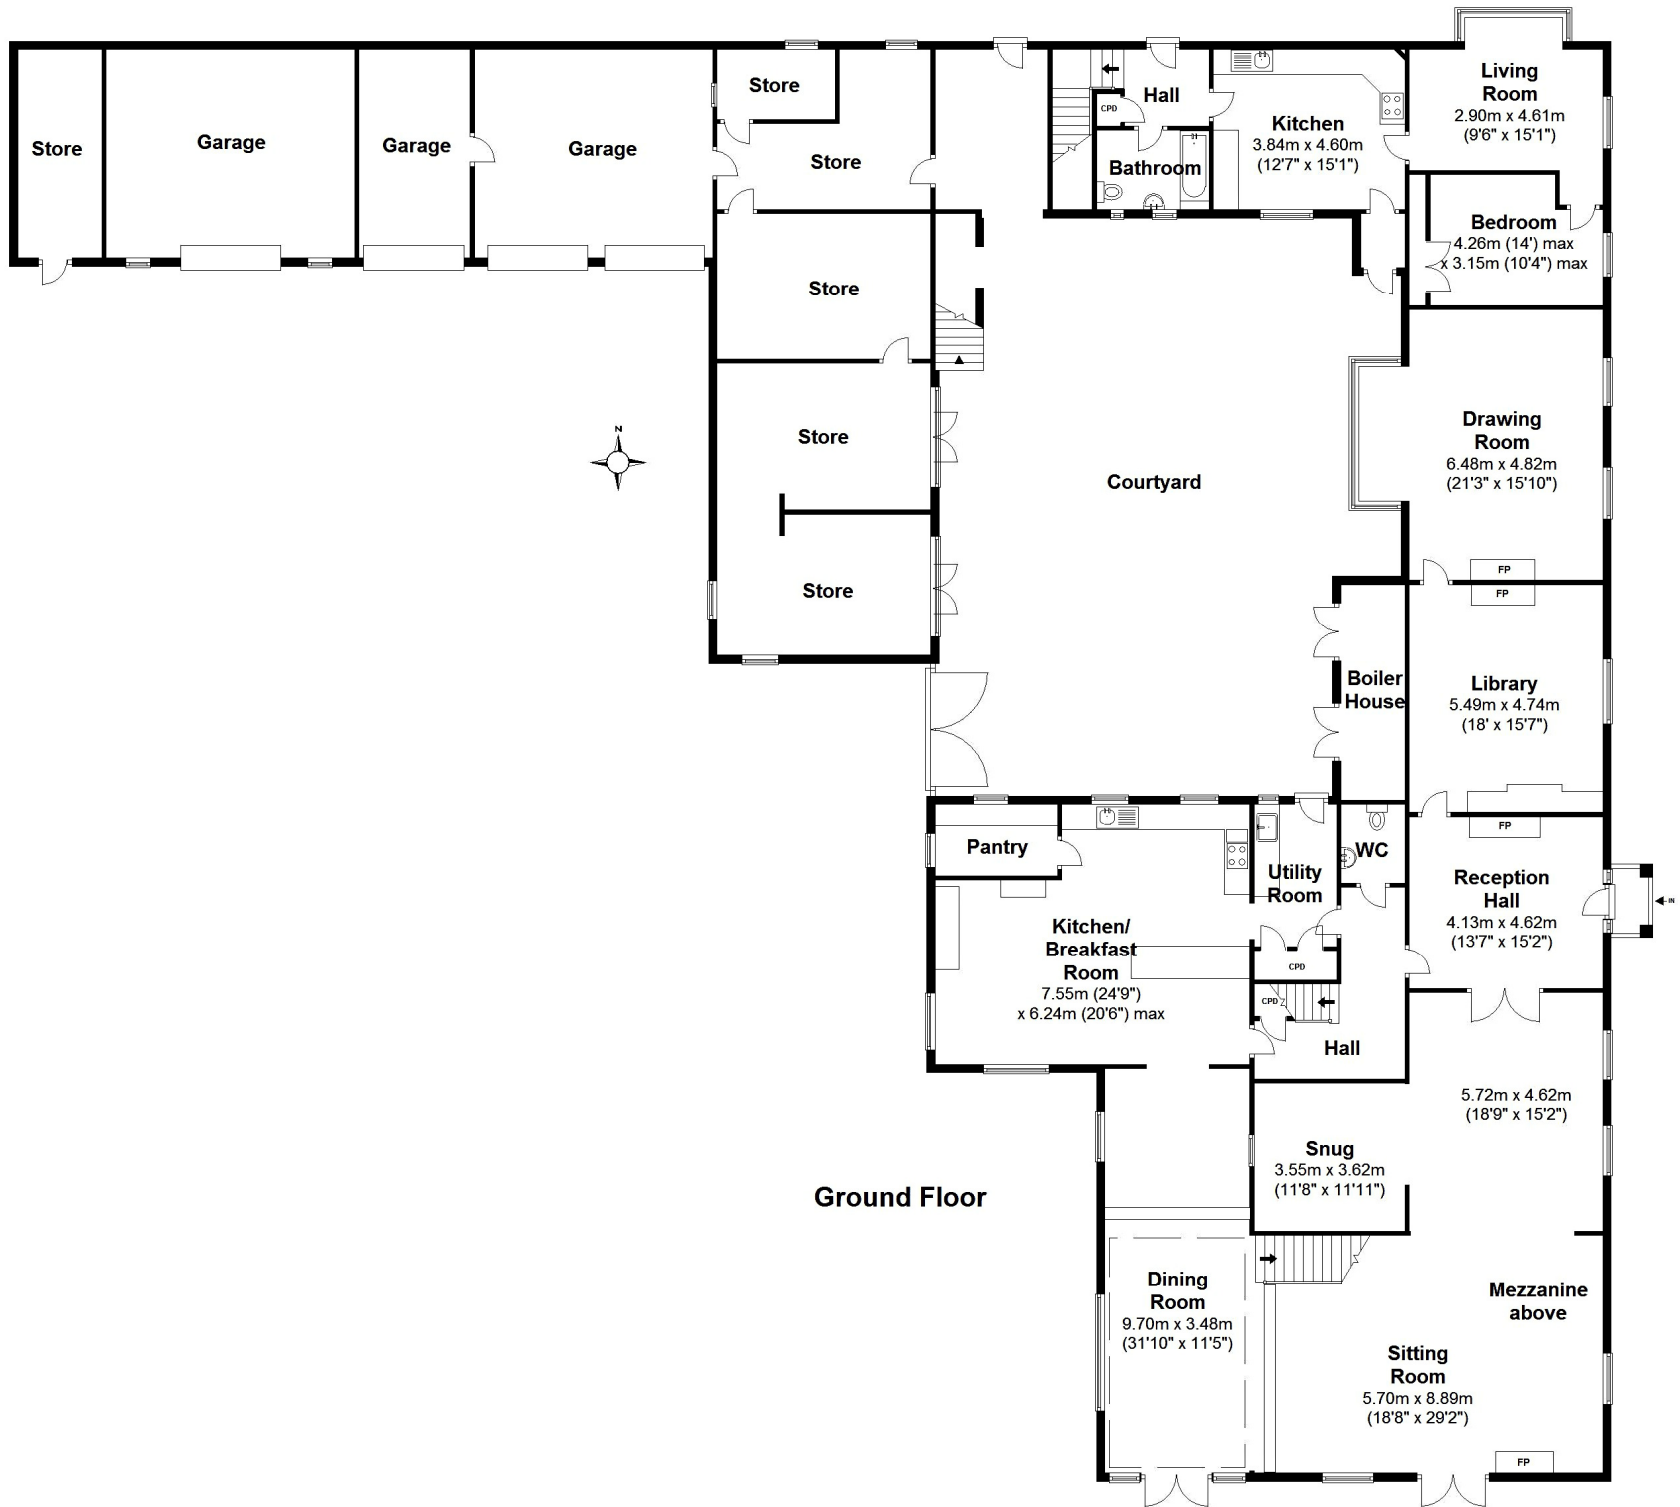 Store
Garage
Garage
Garage
Store
Store
Store
Store
Store
N
CPD
Hall
Bathroom
Kitchen
3.84m x 4.60m
(12'7" x 15'1")
Living
Room
2.90m x 4.61m
(9'6" x 15'1")
Bedroom
4.26m (14') max
x 3.15m (10'4") max
Courtyard
Drawing
Room
6.48m x 4.82m
(21'3" x 15'10")
FP
FP
Boiler
House
Library
5.49m x 4.74m
(18' x 15'7")
Pantry
Kitchen/
Breakfast
Room
7.55m (24'9")
x 6.24m (20'6") max
Utility
Room
CPD
CPD
WC
Hall
FP
Reception
Hall
4.13m x 4.62m
(13'7" x 15'2")
IN
5.72m x 4.62m
(18'9" x 15'2")
Snug
3.55m x 3.62m
(11'8" x 11'11")
Ground Floor
Dining
Room
9.70m x 3.48m
(31'10" x 11'5")
Mezzanine
above
Sitting
Room
5.70m x 8.89m
(18'8" x 29'2")
FP